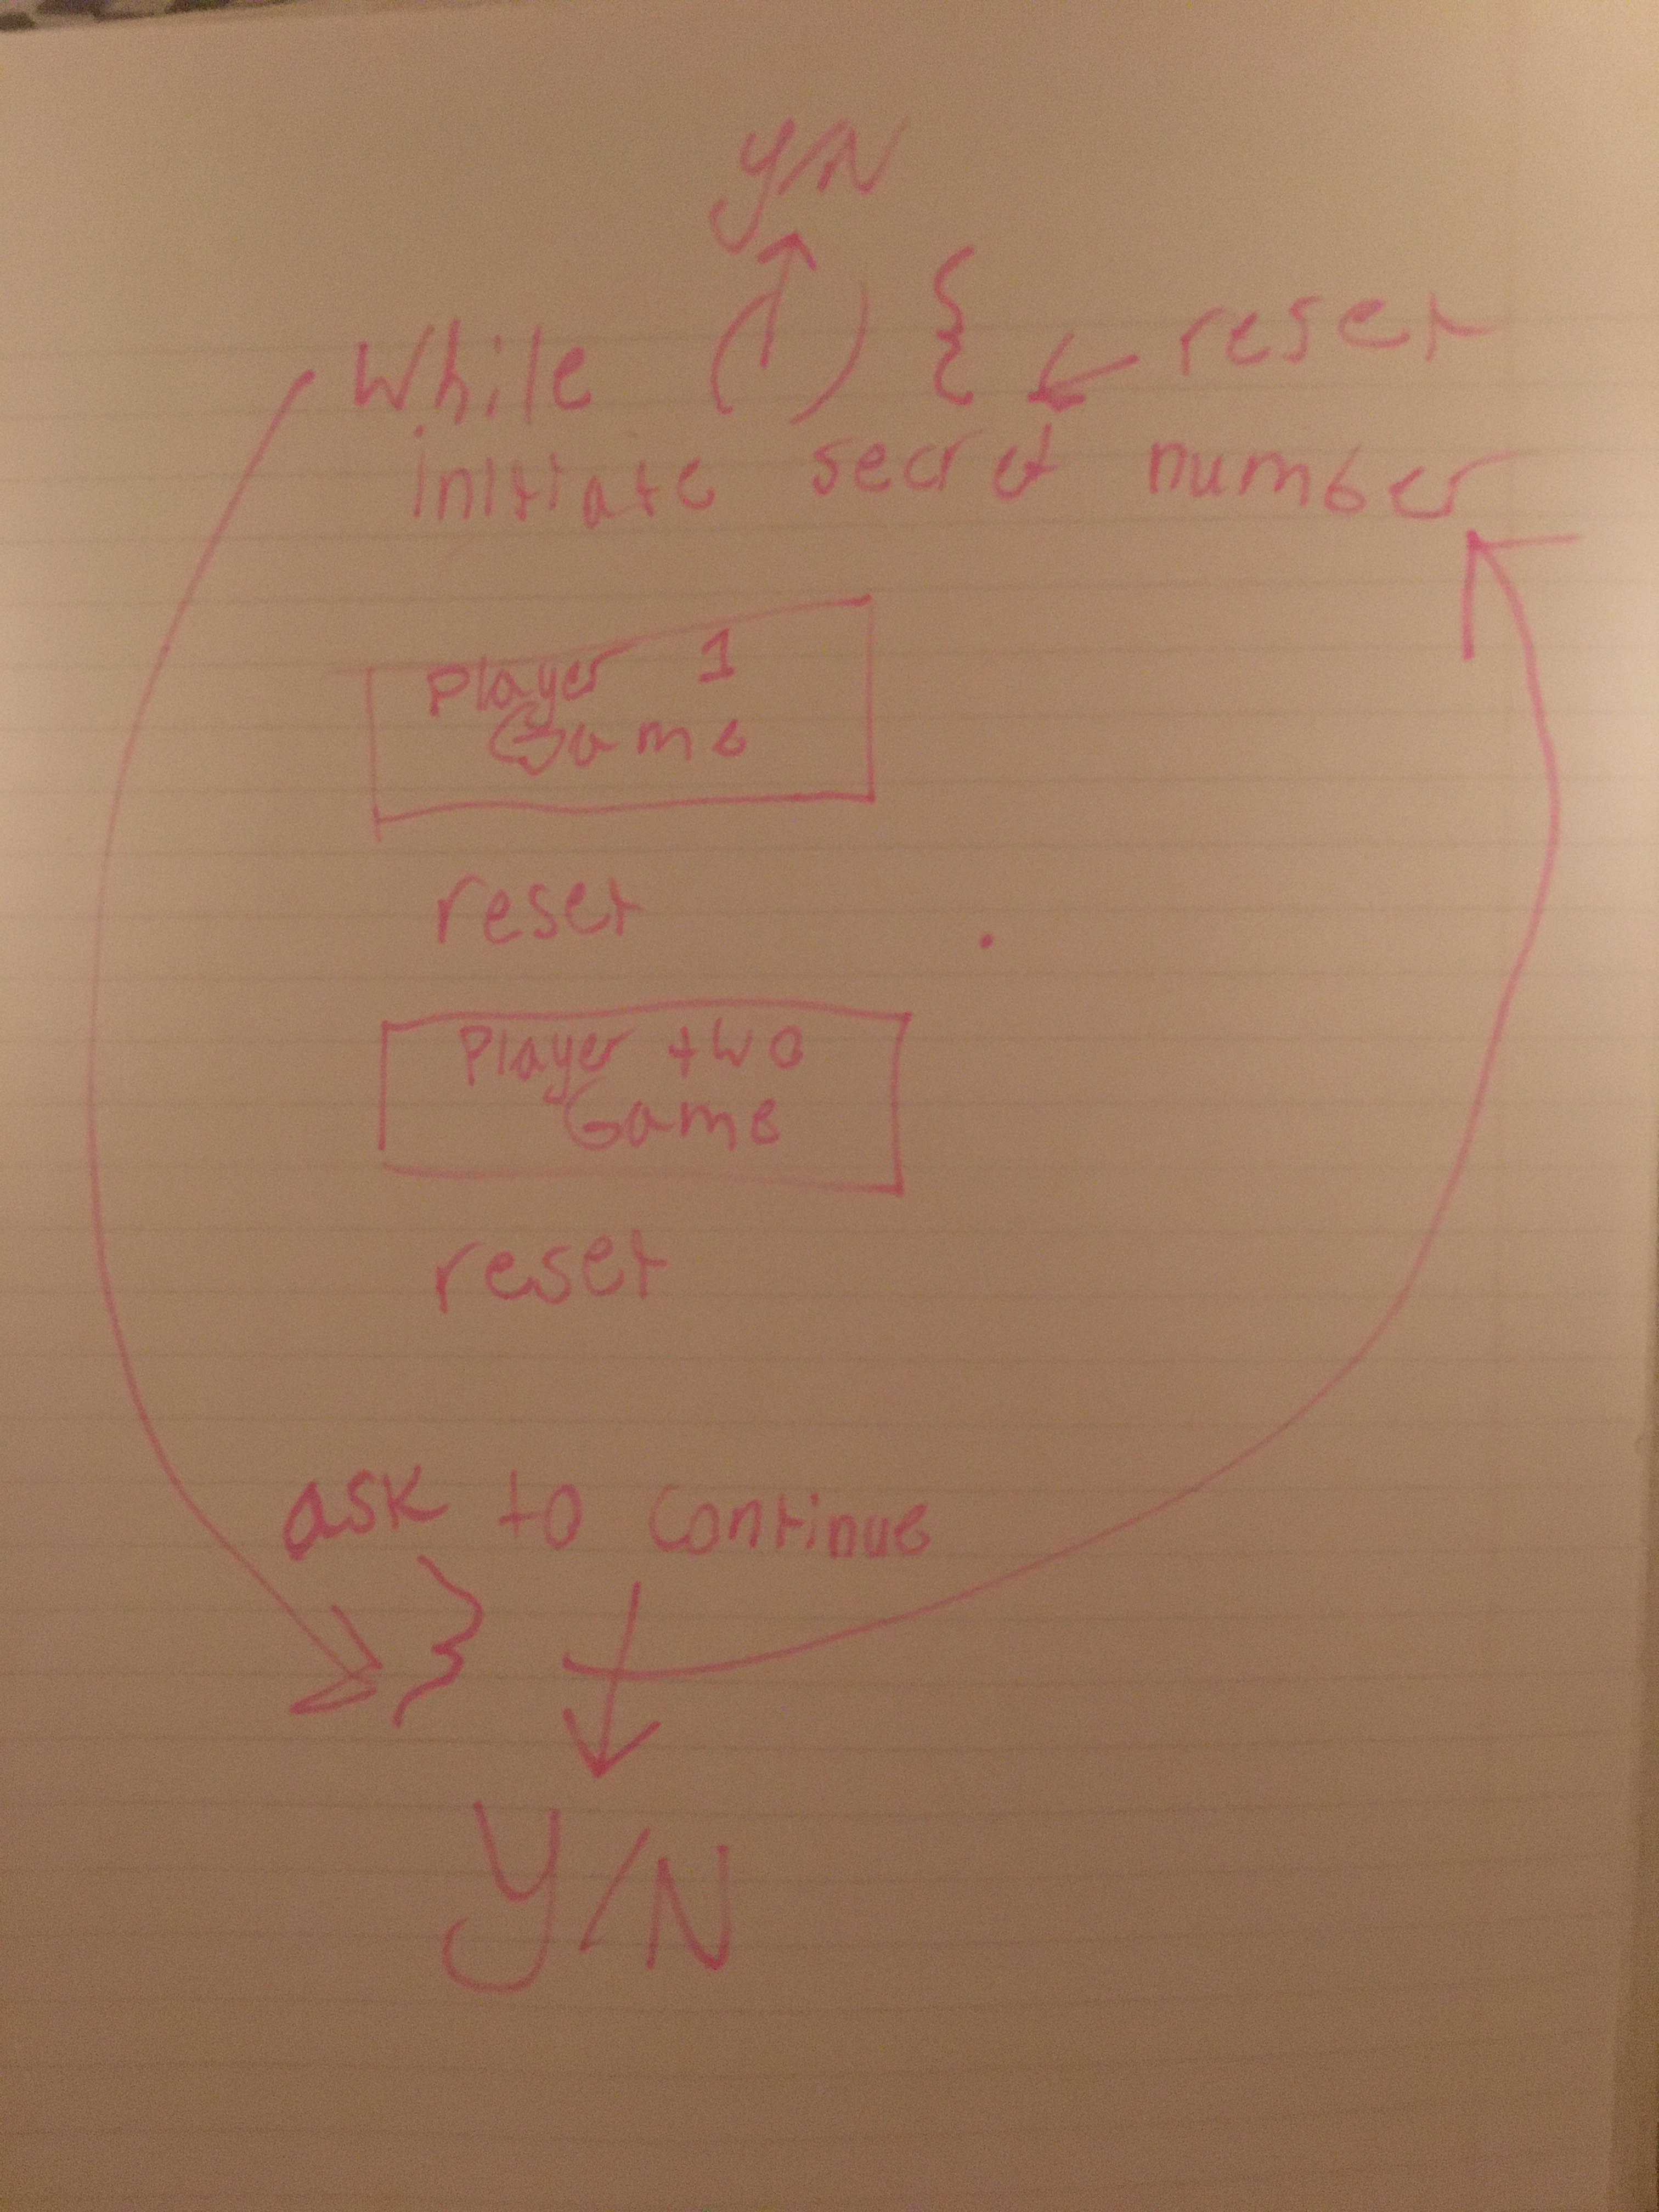 y/N
While ( ) { reset
initiate secret number
Player 1
Game
reset
Player two
Game
reset
ask to continue
}
Y/N